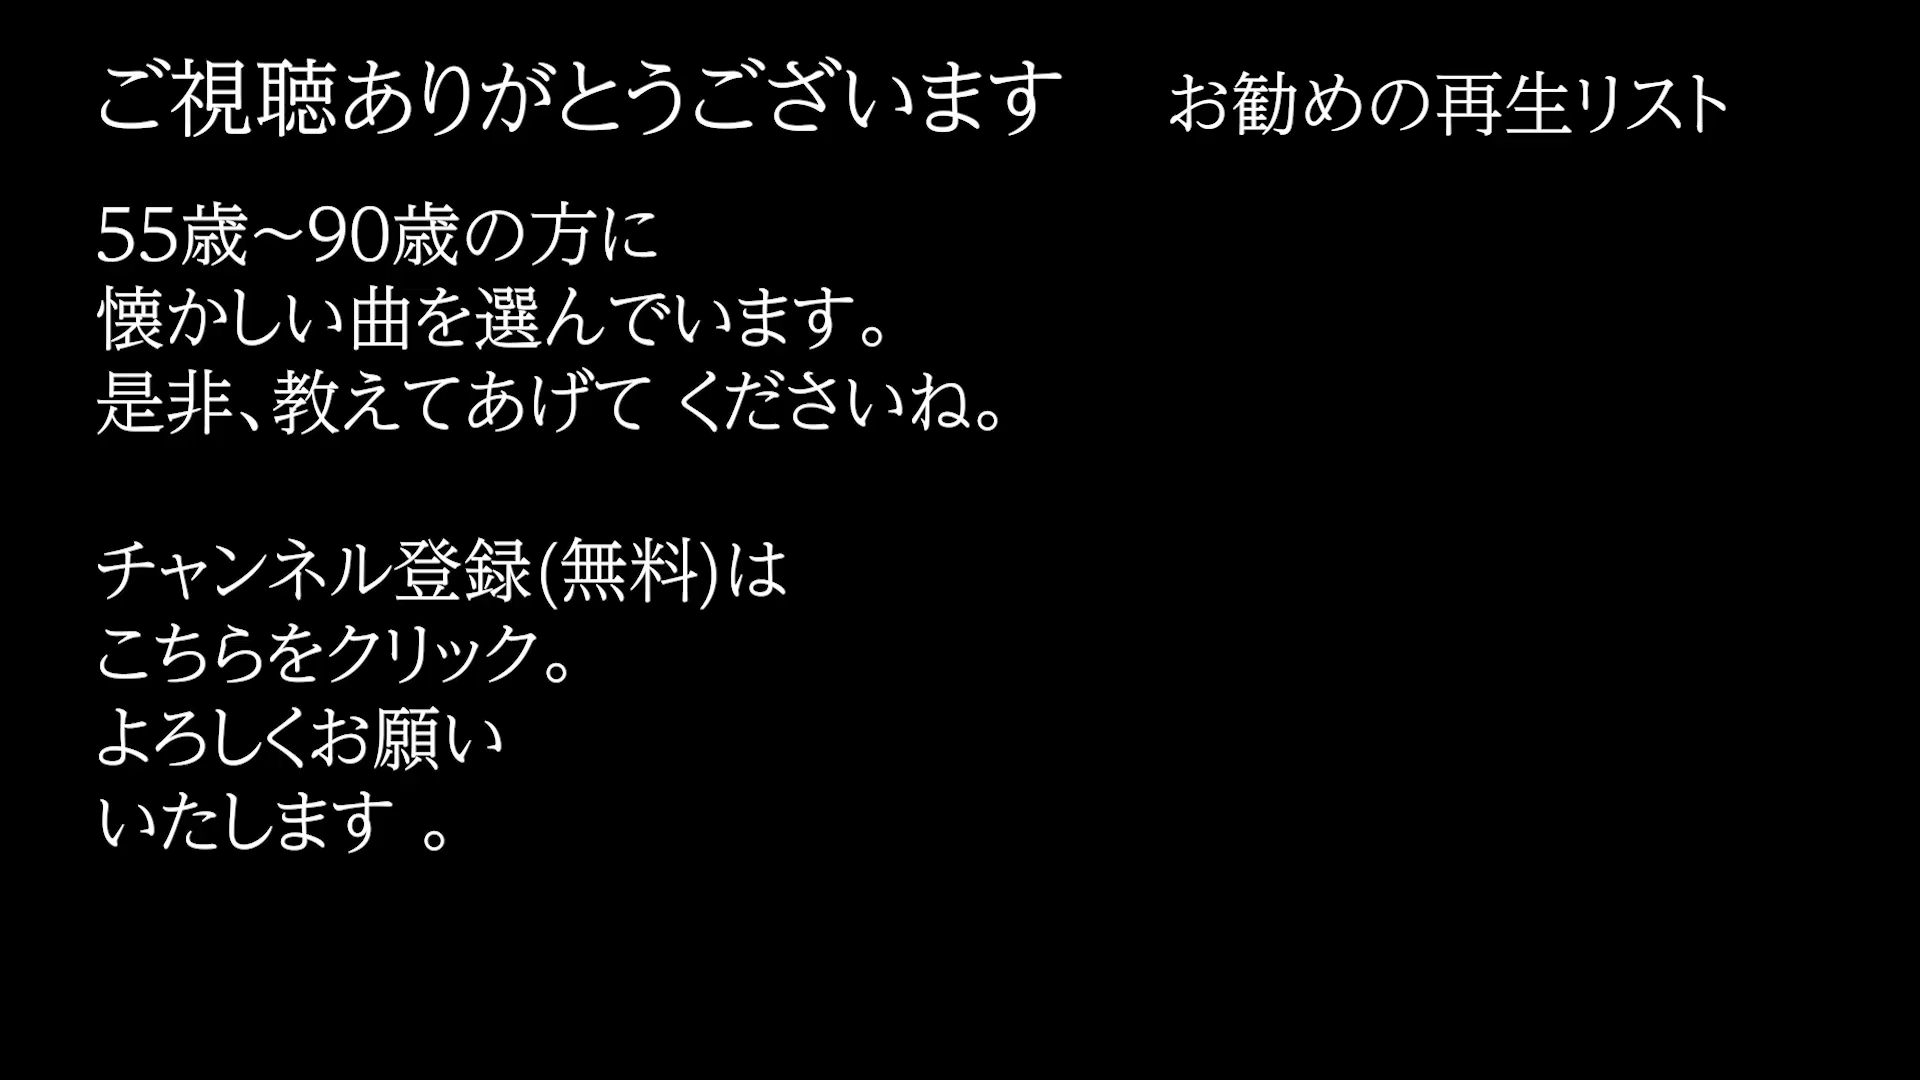 ご視聴ありがとうございます
お勧めの再生リスト
55歳～90歳の方に
懐かしい曲を選んでいます。
是非、教えてあげて くださいね。
チャンネル登録(無料)は
こちらをクリック。
よろしくお願い
いたします 。